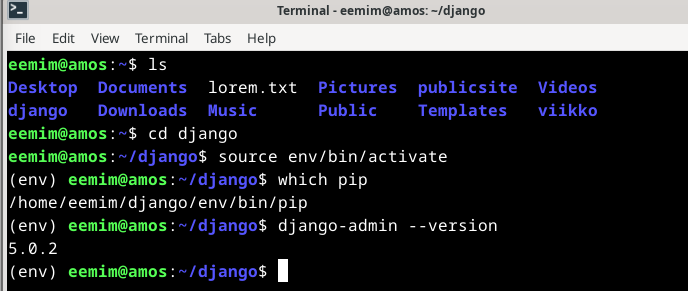 Terminal - eemim@amos: ~/django
File Edit View Terminal Tabs Help
eemim@amos:~$ ls
Desktop Documents lorem.txt Pictures publicsite Videos
django Downloads Music Public Templates viikko
eemim@amos:~$ cd django
eemim@amos:~/django$ source env/bin/activate
(env) eemim@amos:~/django$ which pip
/home/eemim/django/env/bin/pip
(env) eemim@amos:~/django$ django-admin --version
5.0.2
(env) eemim@amos:~/django$